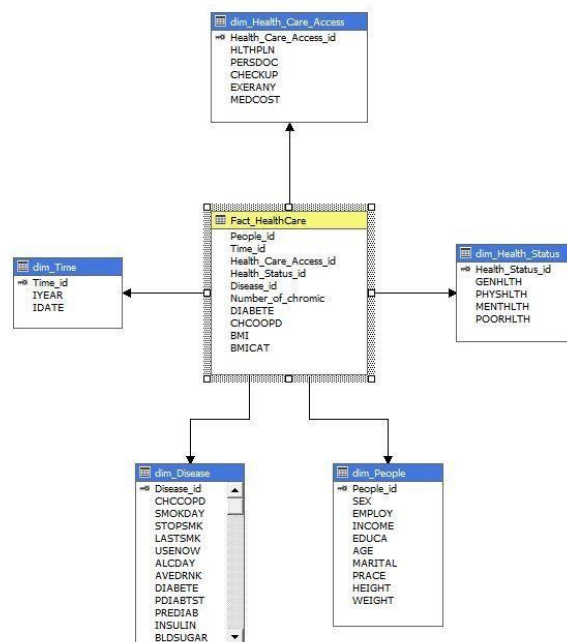 dim_Health_Care_Access
Health_Care_Access_id
HLTHPLN
PERSDOC
CHECKUP
EXERANY
MEDCOST
Fact_HealthCare
People_id
Time_id
Health_Care_Access_id
Health_Status_id
Disease_id
Number_of_chromic
DIABETE
CHCOOPD
BMI
BMICAT
dim_Time
Time_id
IYEAR
IDATE
dim_Health_Status
Health_Status_id
GENHLTH
PHYSHLTH
MENTHLTH
POORHLTH
dim_Disease
Disease_id
CHCCOPD
SMOKDAY
STOPSMK
LASTSMK
USENOW
ALCDAY
AVEDRNK
DIABETE
PDIABTST
PREDIAB
INSULIN
BLDSUGAR
dim_People
People_id
SEX
EMPLOY
INCOME
EDUCA
AGE
MARITAL
PRACE
HEIGHT
WEIGHT